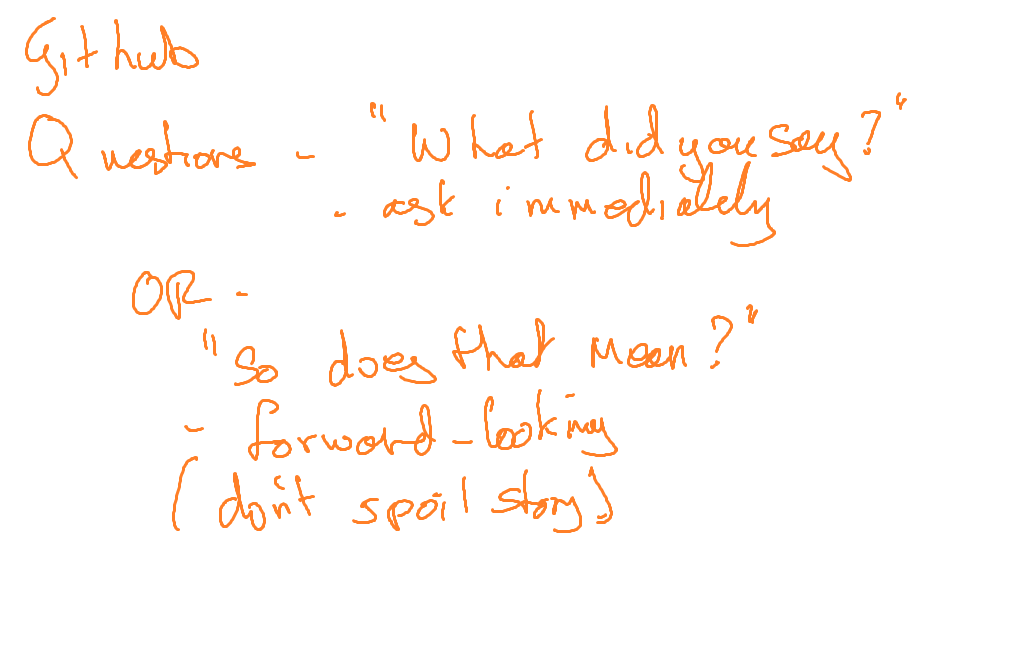 Github
Questions - "What did you say?"
- ask immediately
OR -
"So does that mean?"
- forward-looking
(don't spoil story)